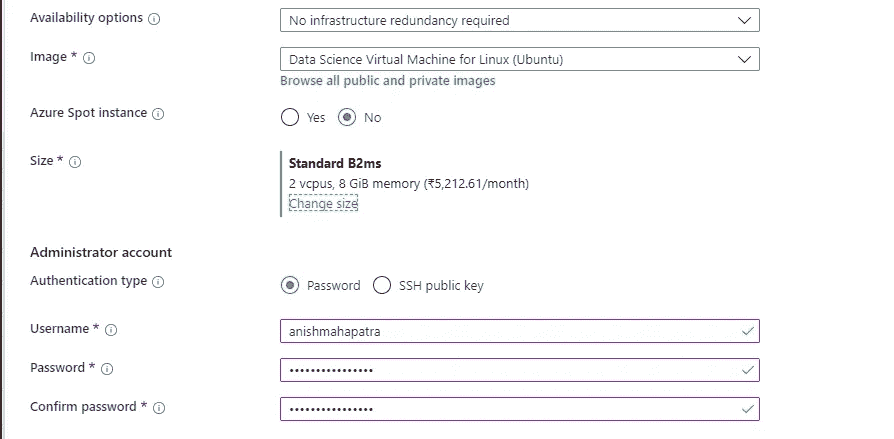 Availability options
No infrastructure redundancy required
Image *
Data Science Virtual Machine for Linux (Ubuntu)
Browse all public and private images
Azure Spot instance
Yes No
Size *
Standard B2ms
2 vcpus, 8 GiB memory (₹5,212.61/month)
Change size
Administrator account
Authentication type
Password SSH public key
Username *
anishmahapatra
Password *
••••••••••••••••
Confirm password *
••••••••••••••••